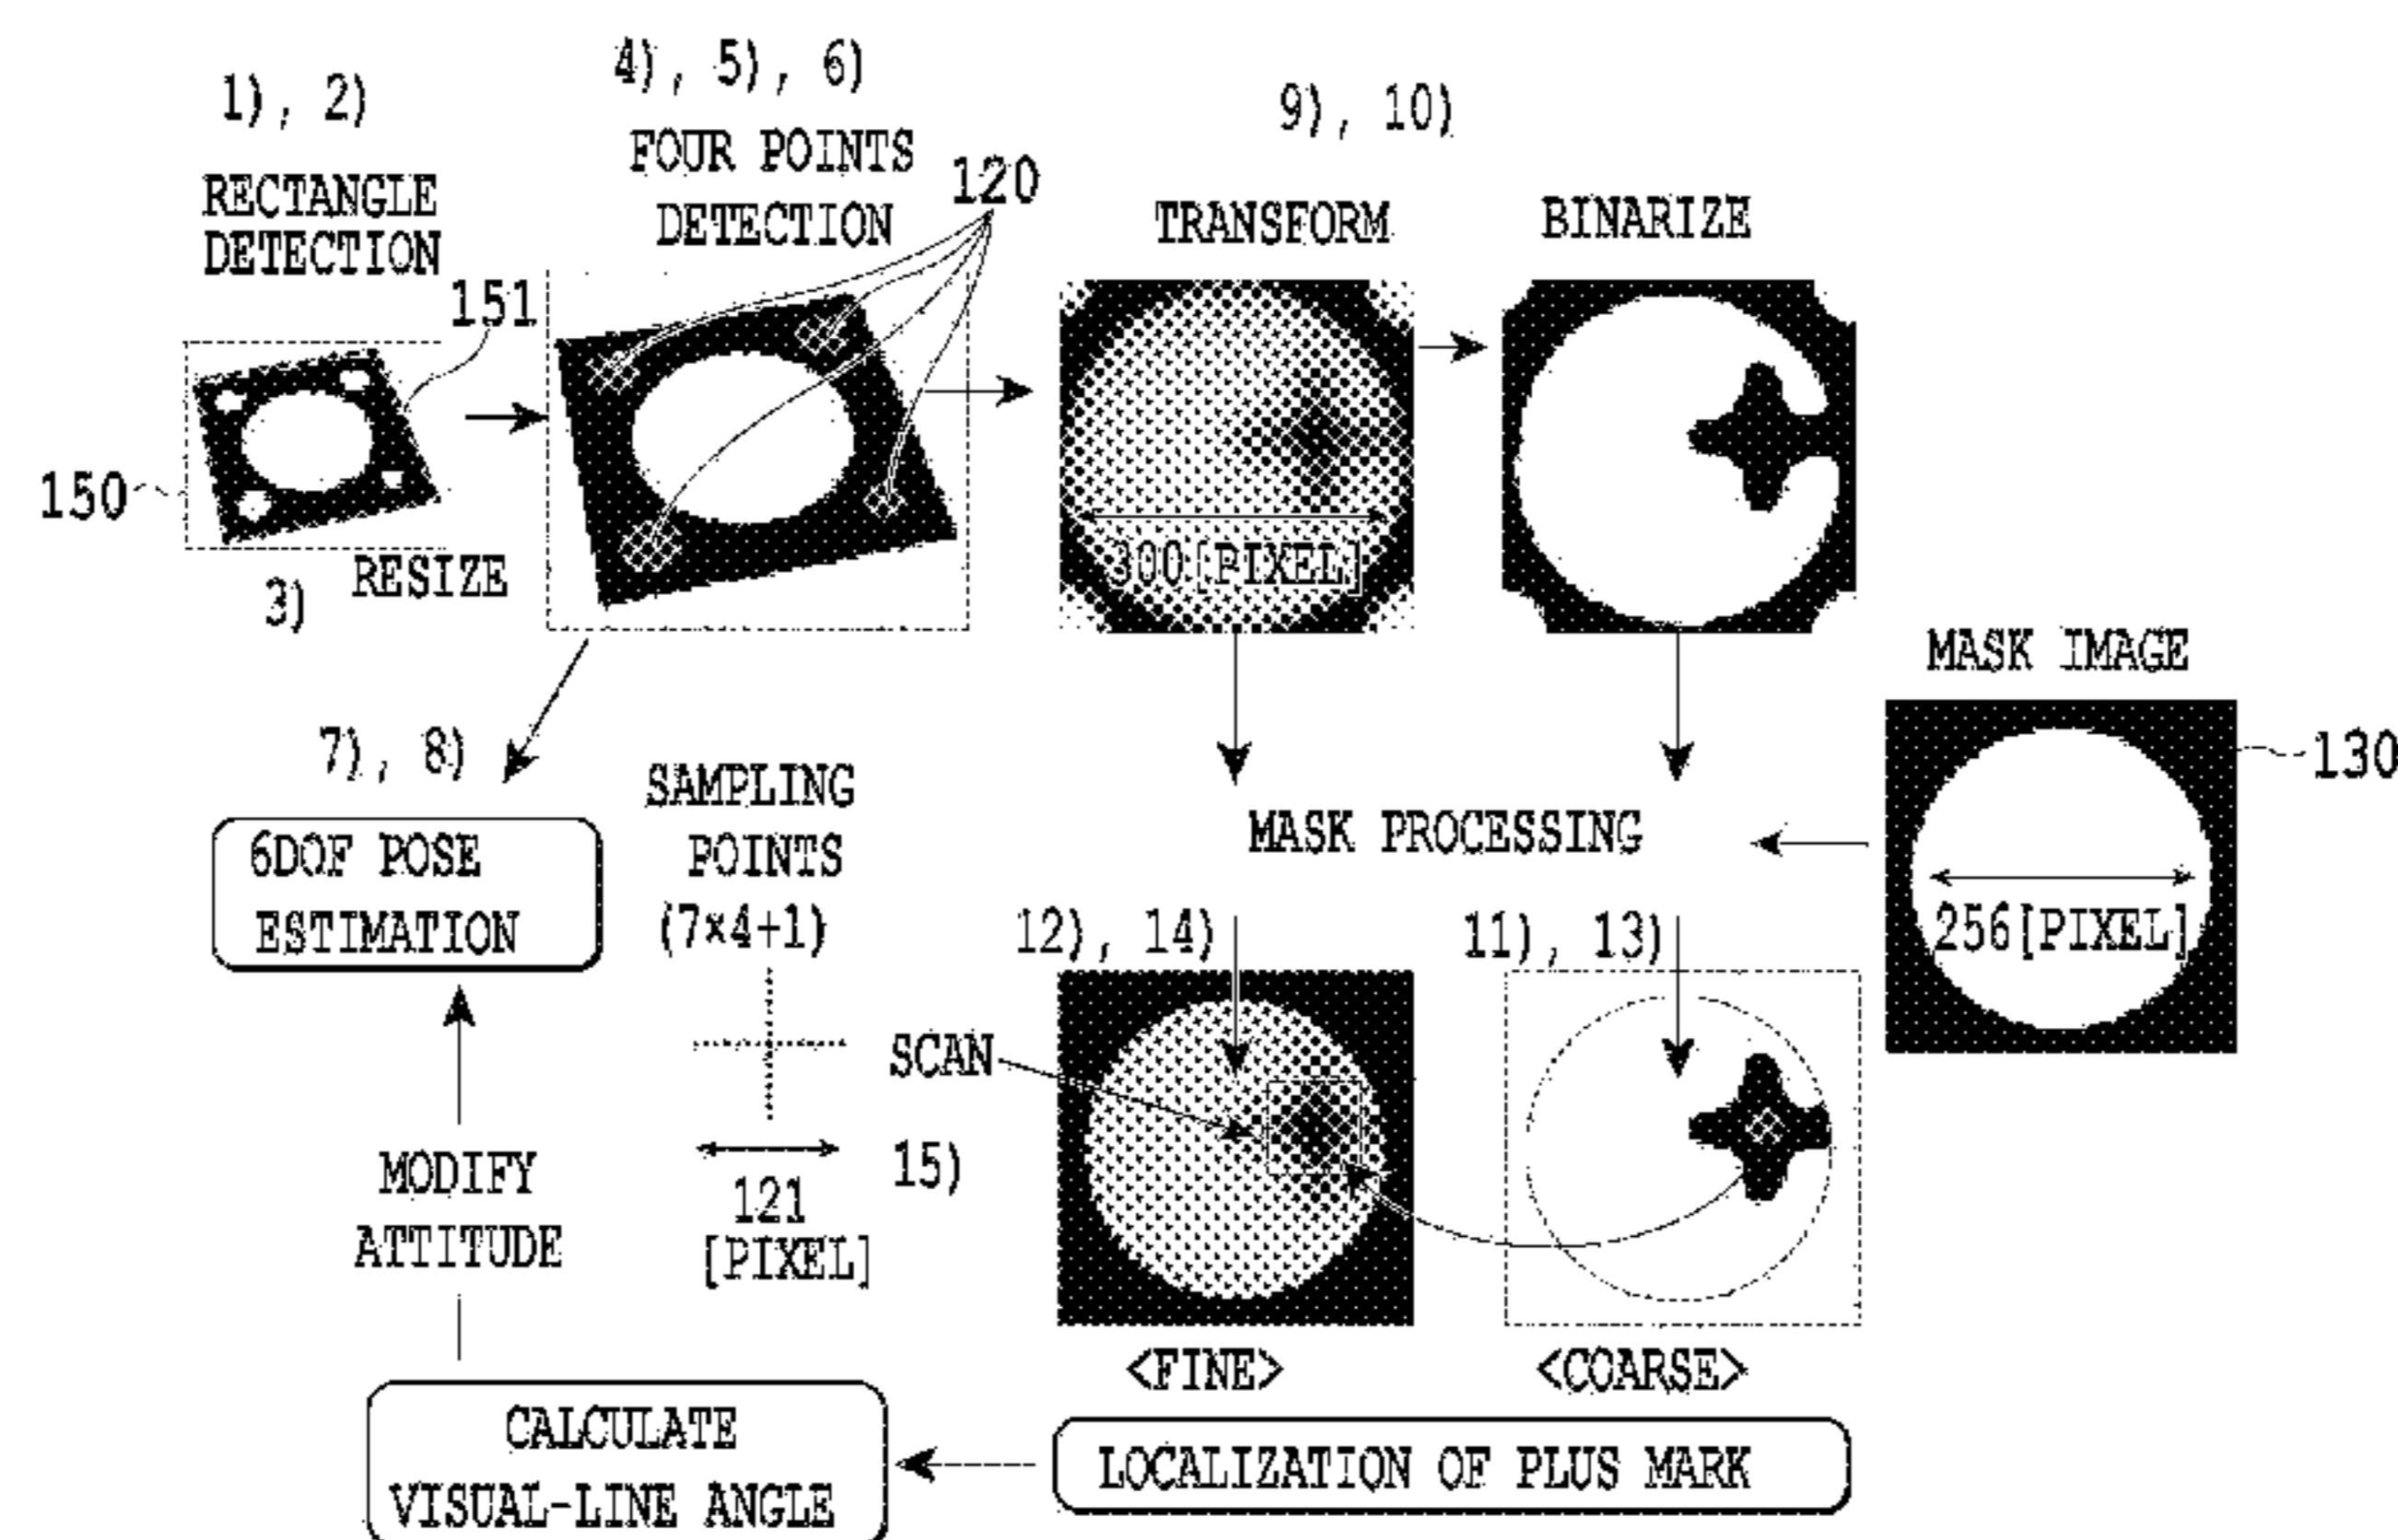 1), 2)
RECTANGLE
DETECTION
151
150
3)
RESIZE
4), 5), 6)
FOUR POINTS
DETECTION
120
9), 10)
TRANSFORM
BINARIZE
300[PIXEL]
MASK IMAGE
130
256[PIXEL]
7), 8)
6DOF POSE
ESTIMATION
SAMPLING
POINTS
(7×4+1)
MASK PROCESSING
12), 14)
11), 13)
SCAN
15)
121
[PIXEL]
MODIFY
ATTITUDE
<FINE>
<COARSE>
CALCULATE
VISUAL-LINE ANGLE
LOCALIZATION OF PLUS MARK